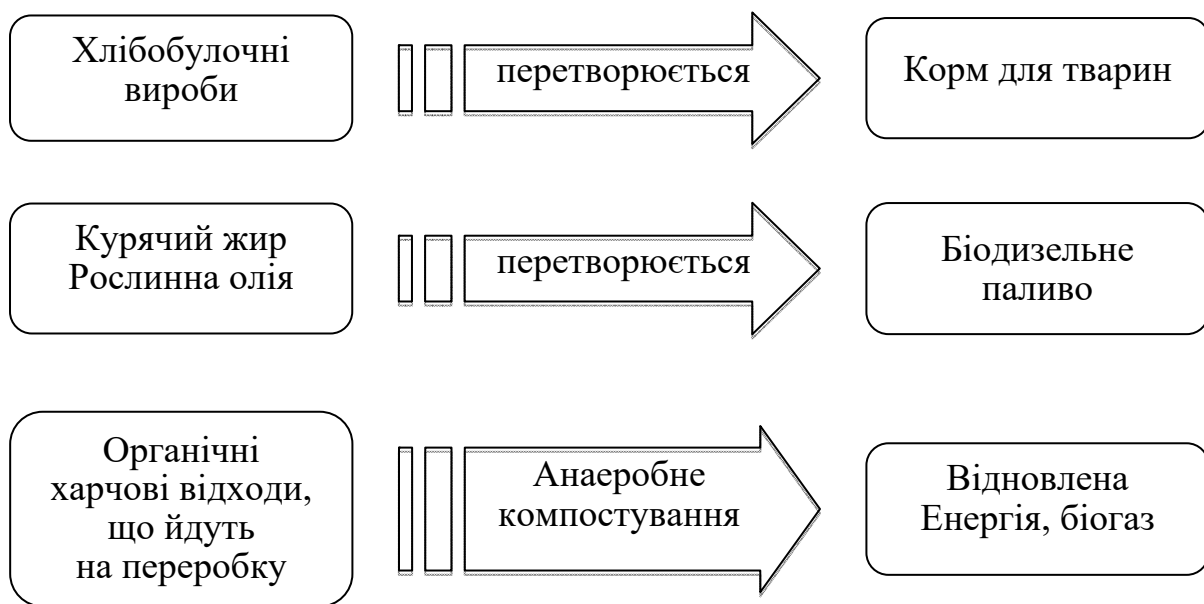 Хлібобулочні
вироби
перетворюється
Корм для тварин
Курячий жир
Рослинна олія
перетворюється
Біодизельне
паливо
Органічні
харчові відходи,
що йдуть
на переробку
Анаеробне
компостування
Відновлена
Енергія, біогаз